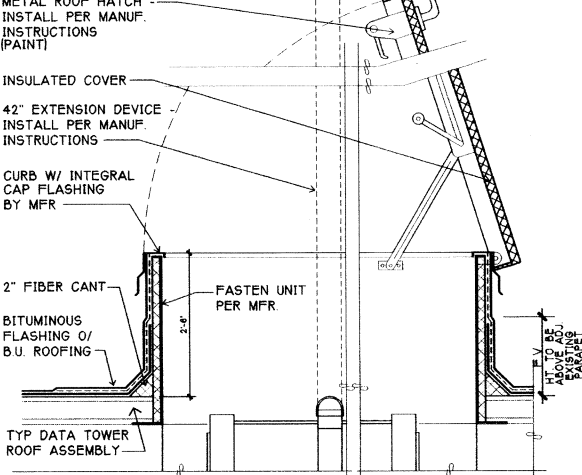 METAL ROOF HATCH -
INSTALL PER MANUF.
INSTRUCTIONS
(PAINT)
INSULATED COVER
42" EXTENSION DEVICE -
INSTALL PER MANUF.
INSTRUCTIONS
CURB W/ INTEGRAL
CAP FLASHING
BY MFR
2" FIBER CANT
FASTEN UNIT
PER MFR.
BITUMINOUS
FLASHING O/
B.U. ROOFING
2'-6"
TYP DATA TOWER
ROOF ASSEMBLY
F.V.
HT TO BE
ABOVE ADJ.
EXISTING
PARAPET